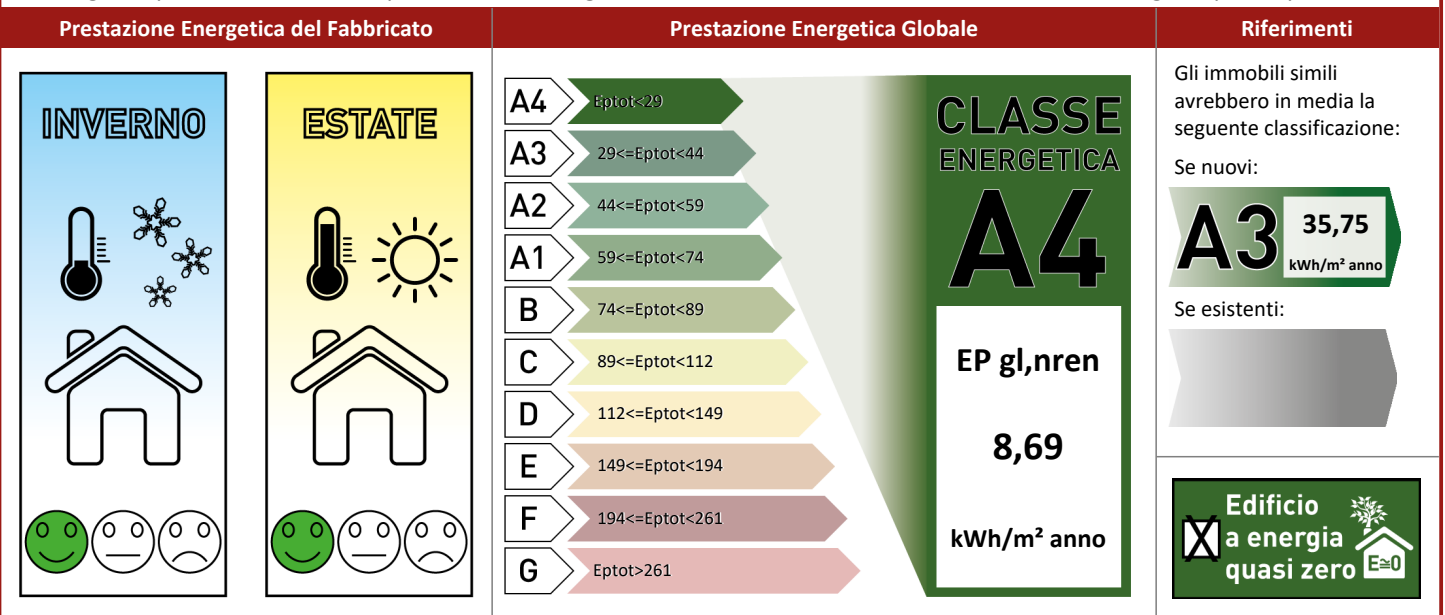 Prestazione Energetica del Fabbricato
Prestazione Energetica Globale
Riferimenti
INVERNO
ESTATE
A4
Eptot<29
A3
29<=Eptot<44
A2
44<=Eptot<59
A1
59<=Eptot<74
B
74<=Eptot<89
C
89<=Eptot<112
D
112<=Eptot<149
E
149<=Eptot<194
F
194<=Eptot<261
G
Eptot>261
CLASSE
ENERGETICA
A4
EP gl,nren
8,69
kWh/m² anno
Gli immobili simili
avrebbero in media la
seguente classificazione:
Se nuovi:
A3
35,75
kWh/m² anno
Se esistenti:
X
Edificio
a energia
quasi zero
E≅0